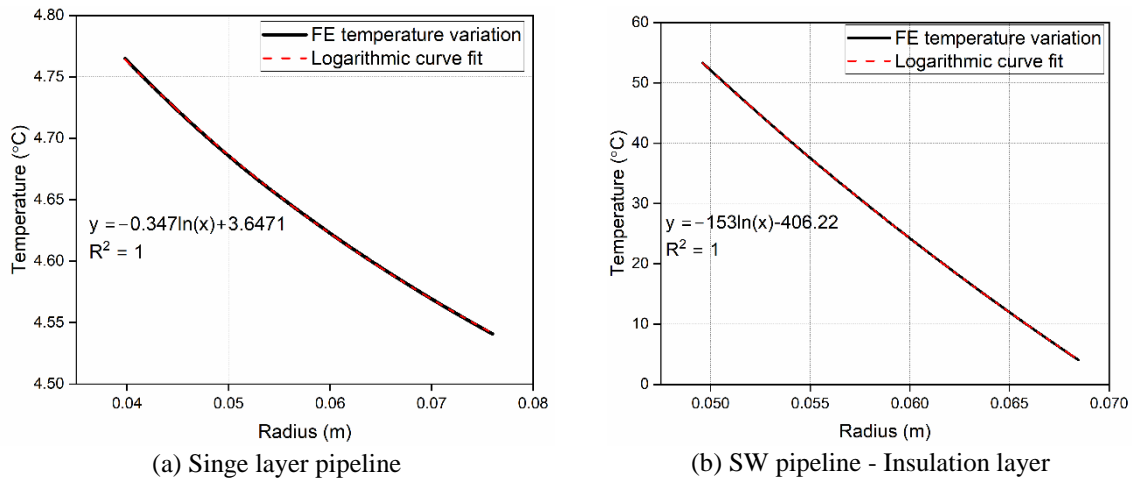 4.80
4.75
4.70
4.65
4.60
4.55
4.50
Temperature (°C)
FE temperature variation
Logarithmic curve fit
y = −0.347ln(x)+3.6471
R² = 1
0.04 0.05 0.06 0.07 0.08
Radius (m)
(a) Singe layer pipeline
60
50
40
30
20
10
0
Temperature (°C)
FE temperature variation
Logarithmic curve fit
y = −153ln(x)-406.22
R² = 1
0.050 0.055 0.060 0.065 0.070
Radius (m)
(b) SW pipeline - Insulation layer